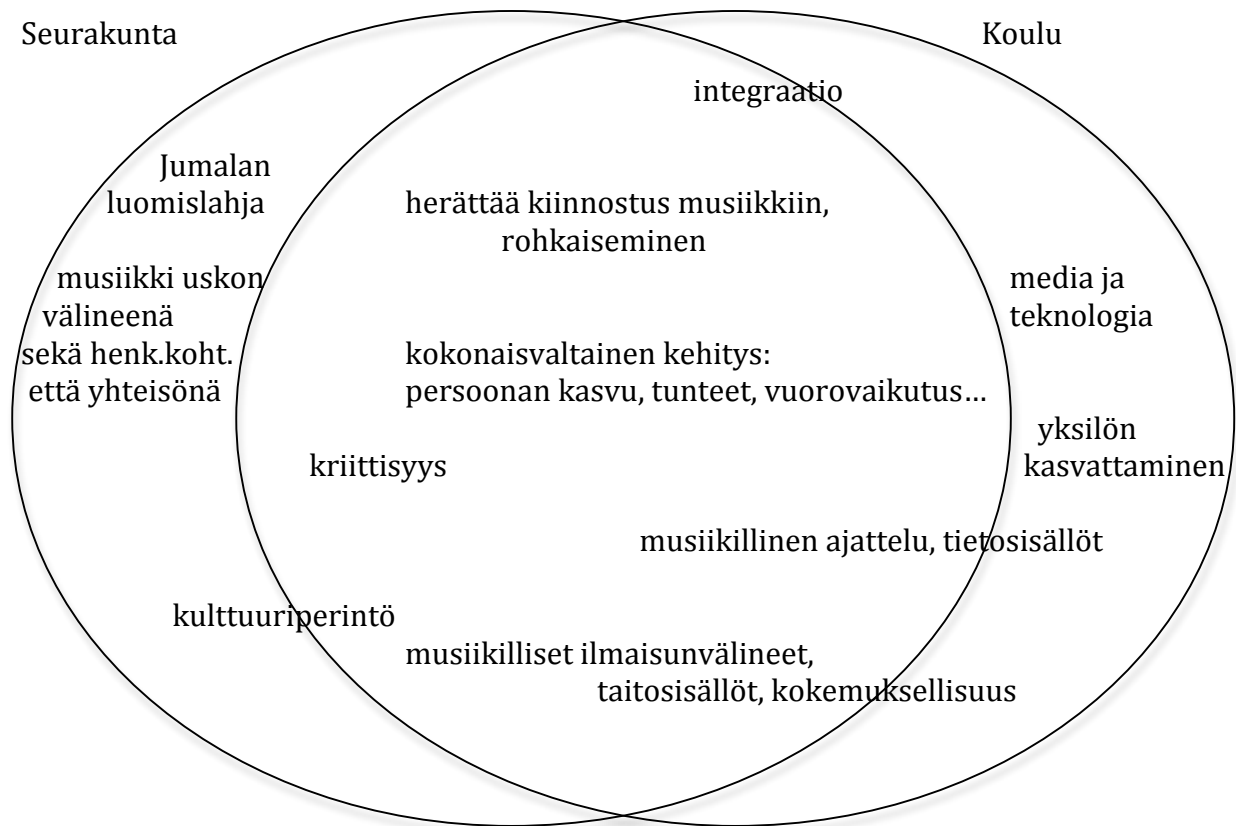 Seurakunta
Koulu
integraatio
Jumalan
luomislahja
herättää kiinnostus musiikkiin,
rohkaiseminen
musiikki uskon
välineenä
sekä henk.koht.
että yhteisönä
media ja
teknologia
kokonaisvaltainen kehitys:
persoonan kasvu, tunteet, vuorovaikutus…
yksilön
kasvattaminen
kriittisyys
musiikillinen ajattelu, tietosisällöt
kulttuuriperintö
musiikilliset ilmaisunvälineet,
taitosisällöt, kokemuksellisuus